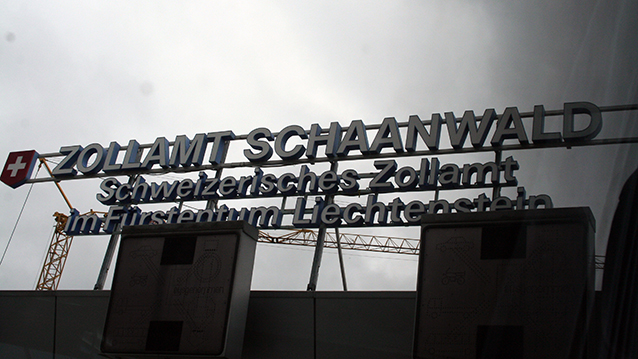 ZOLLAMT SCHAANWALD
Schweizerisches Zollamt
im Fürstentum Liechtenstein